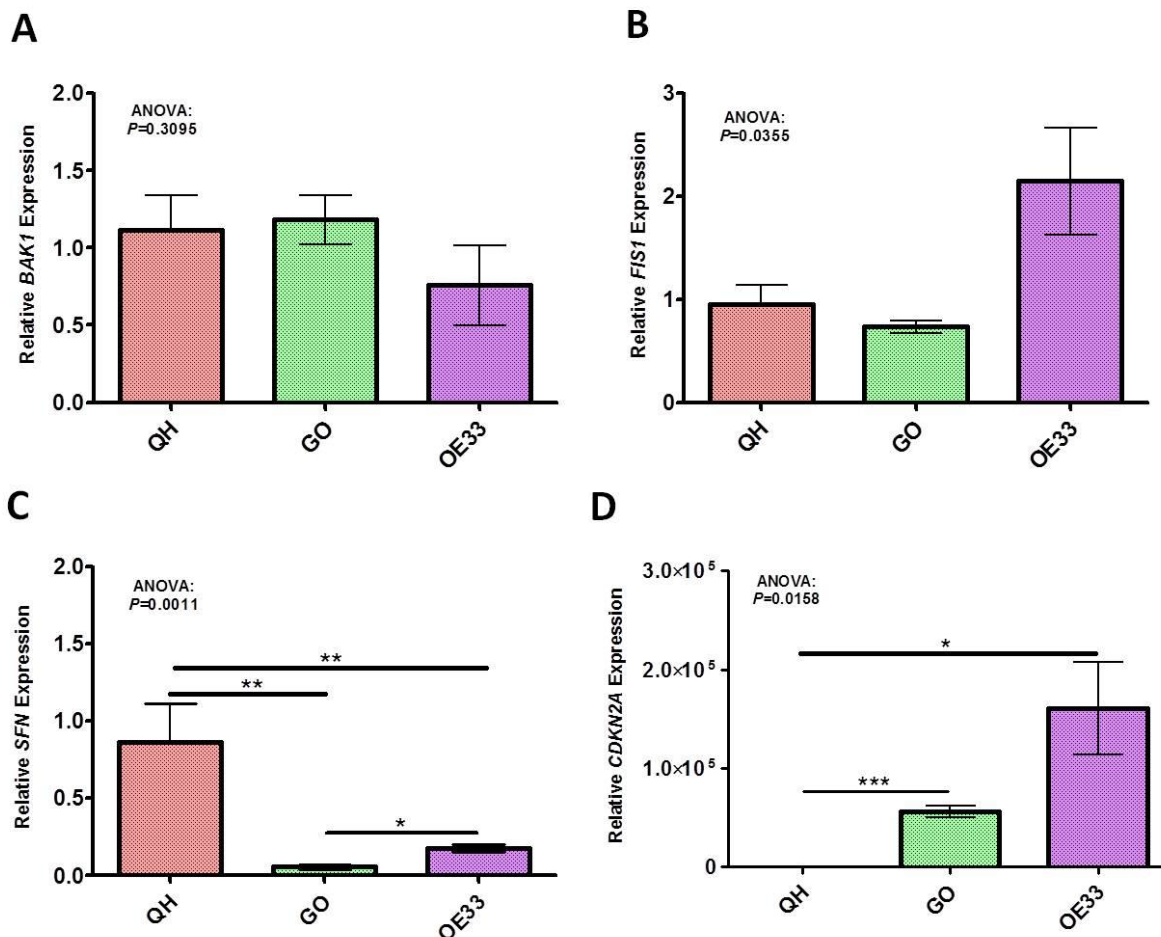 A
Relative BAK1 Expression
2.0
1.5
1.0
0.5
0.0
ANOVA:
P=0.3095
QH
GO
OE33
B
Relative FIS1 Expression
3
2
1
0
ANOVA:
P=0.0355
QH
GO
OE33
C
Relative SFN Expression
2.0
1.5
1.0
0.5
0.0
ANOVA:
P=0.0011
**
**
*
QH
GO
OE33
D
Relative CDKN2A Expression
3.0×10⁵
2.0×10⁵
1.0×10⁵
0
ANOVA:
P=0.0158
*
***
QH
GO
OE33